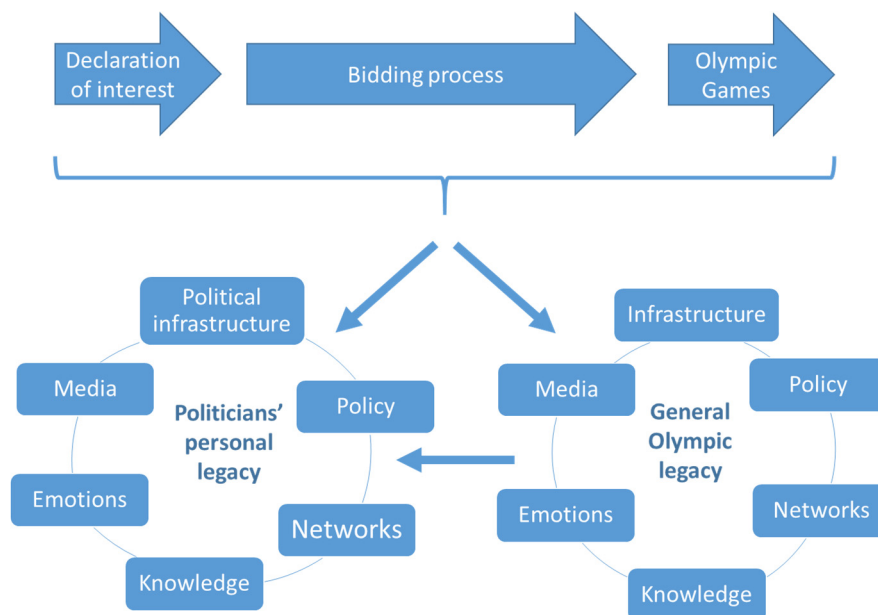 Declaration
of interest
Bidding process
Olympic
Games
Political
infrastructure
Media
Policy
Politicians’
personal
legacy
Emotions
Networks
Knowledge
Infrastructure
Media
Policy
General
Olympic
legacy
Emotions
Networks
Knowledge